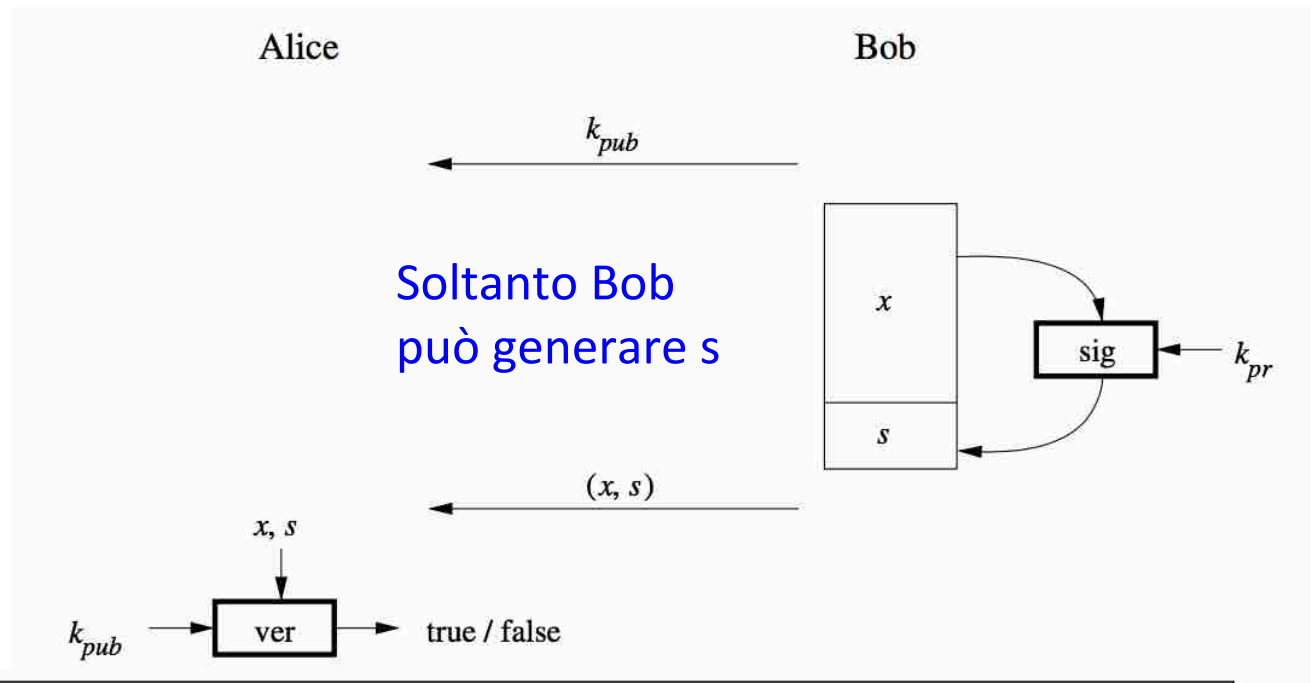 Alice Bob
k_pub
Soltanto Bob
può generare s
x
sig
k_pr
s
(x, s)
x, s
k_pub
ver
true / false